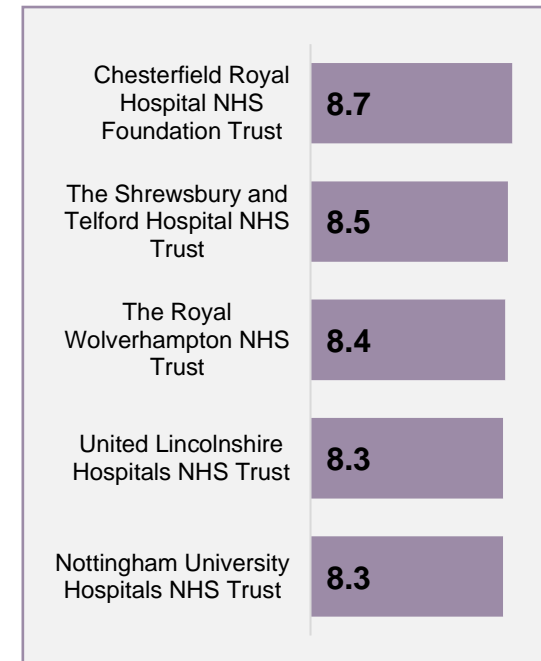 Chesterfield Royal
Hospital NHS
Foundation Trust
8.7
The Shrewsbury and
Telford Hospital NHS
Trust
8.5
The Royal
Wolverhampton NHS
Trust
8.4
United Lincolnshire
Hospitals NHS Trust
8.3
Nottingham University
Hospitals NHS Trust
8.3